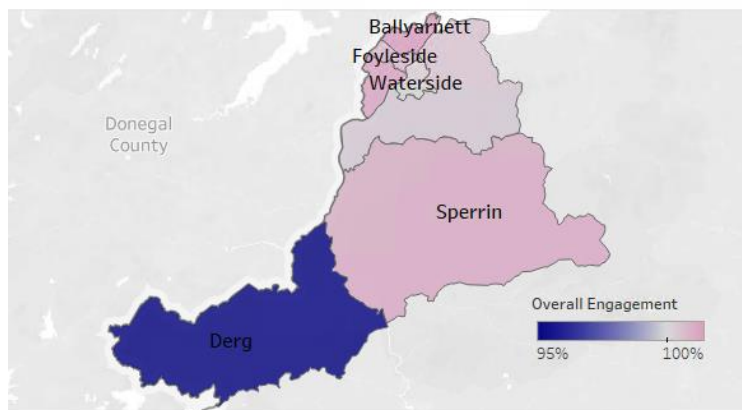 Ballyarnett
Foyleside
Waterside
Donegal
County
Sperrin
Overall Engagement
95%
100%
Derg